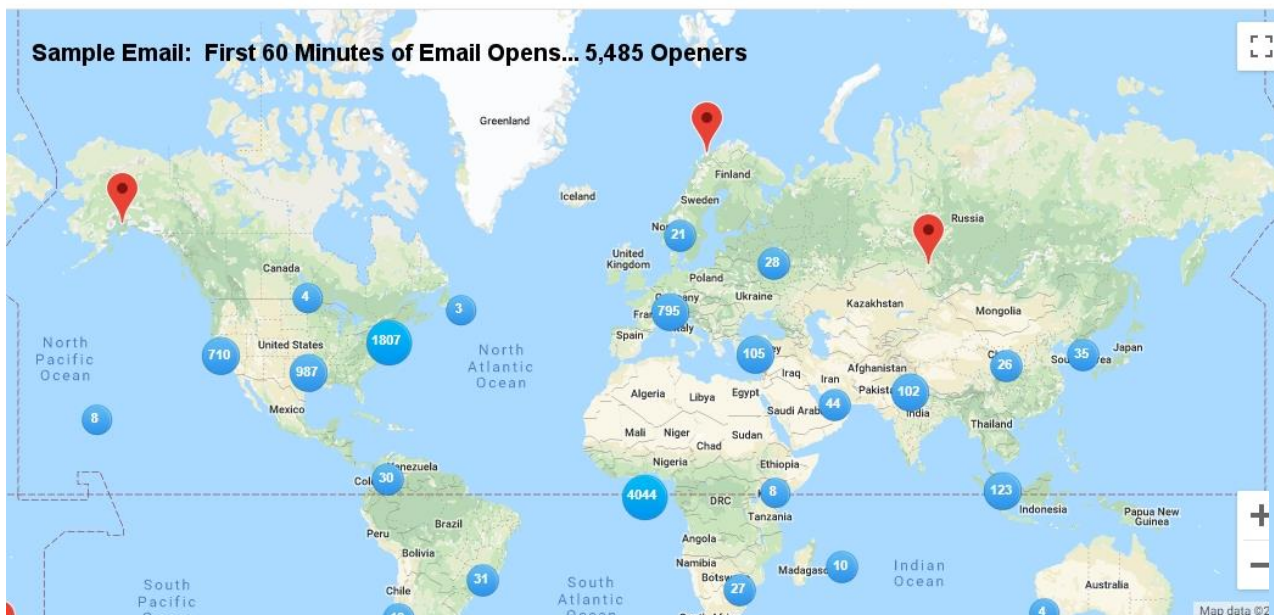 Sample Email: First 60 Minutes of Email Opens... 5,485 Openers
Greenland
Finland
Iceland
Sweden
Russia
21
United
Kingdom
28
Canada
Poland
4
Ukraine
3
795
Kazakhstan
Mongolia
Spain
Italy
North
Pacific
Ocean
710
United States
1807
987
North
Atlantic
Ocean
105
Iraq
Iran
Afghanistan
26
35
Japan
Mexico
Algeria
Libya
Egypt
102
India
44
8
Mali
Niger
Chad
Sudan
Thailand
Nigeria
Ethiopia
30
4044
DRC
8
Tanzania
123
Indonesia
Papua New
Guinea
Peru
Brazil
Angola
Bolivia
Namibia
10
Indian
Ocean
31
27
Australia
South
Pacific
Chile
South
Atlantic
4
Map data ©2